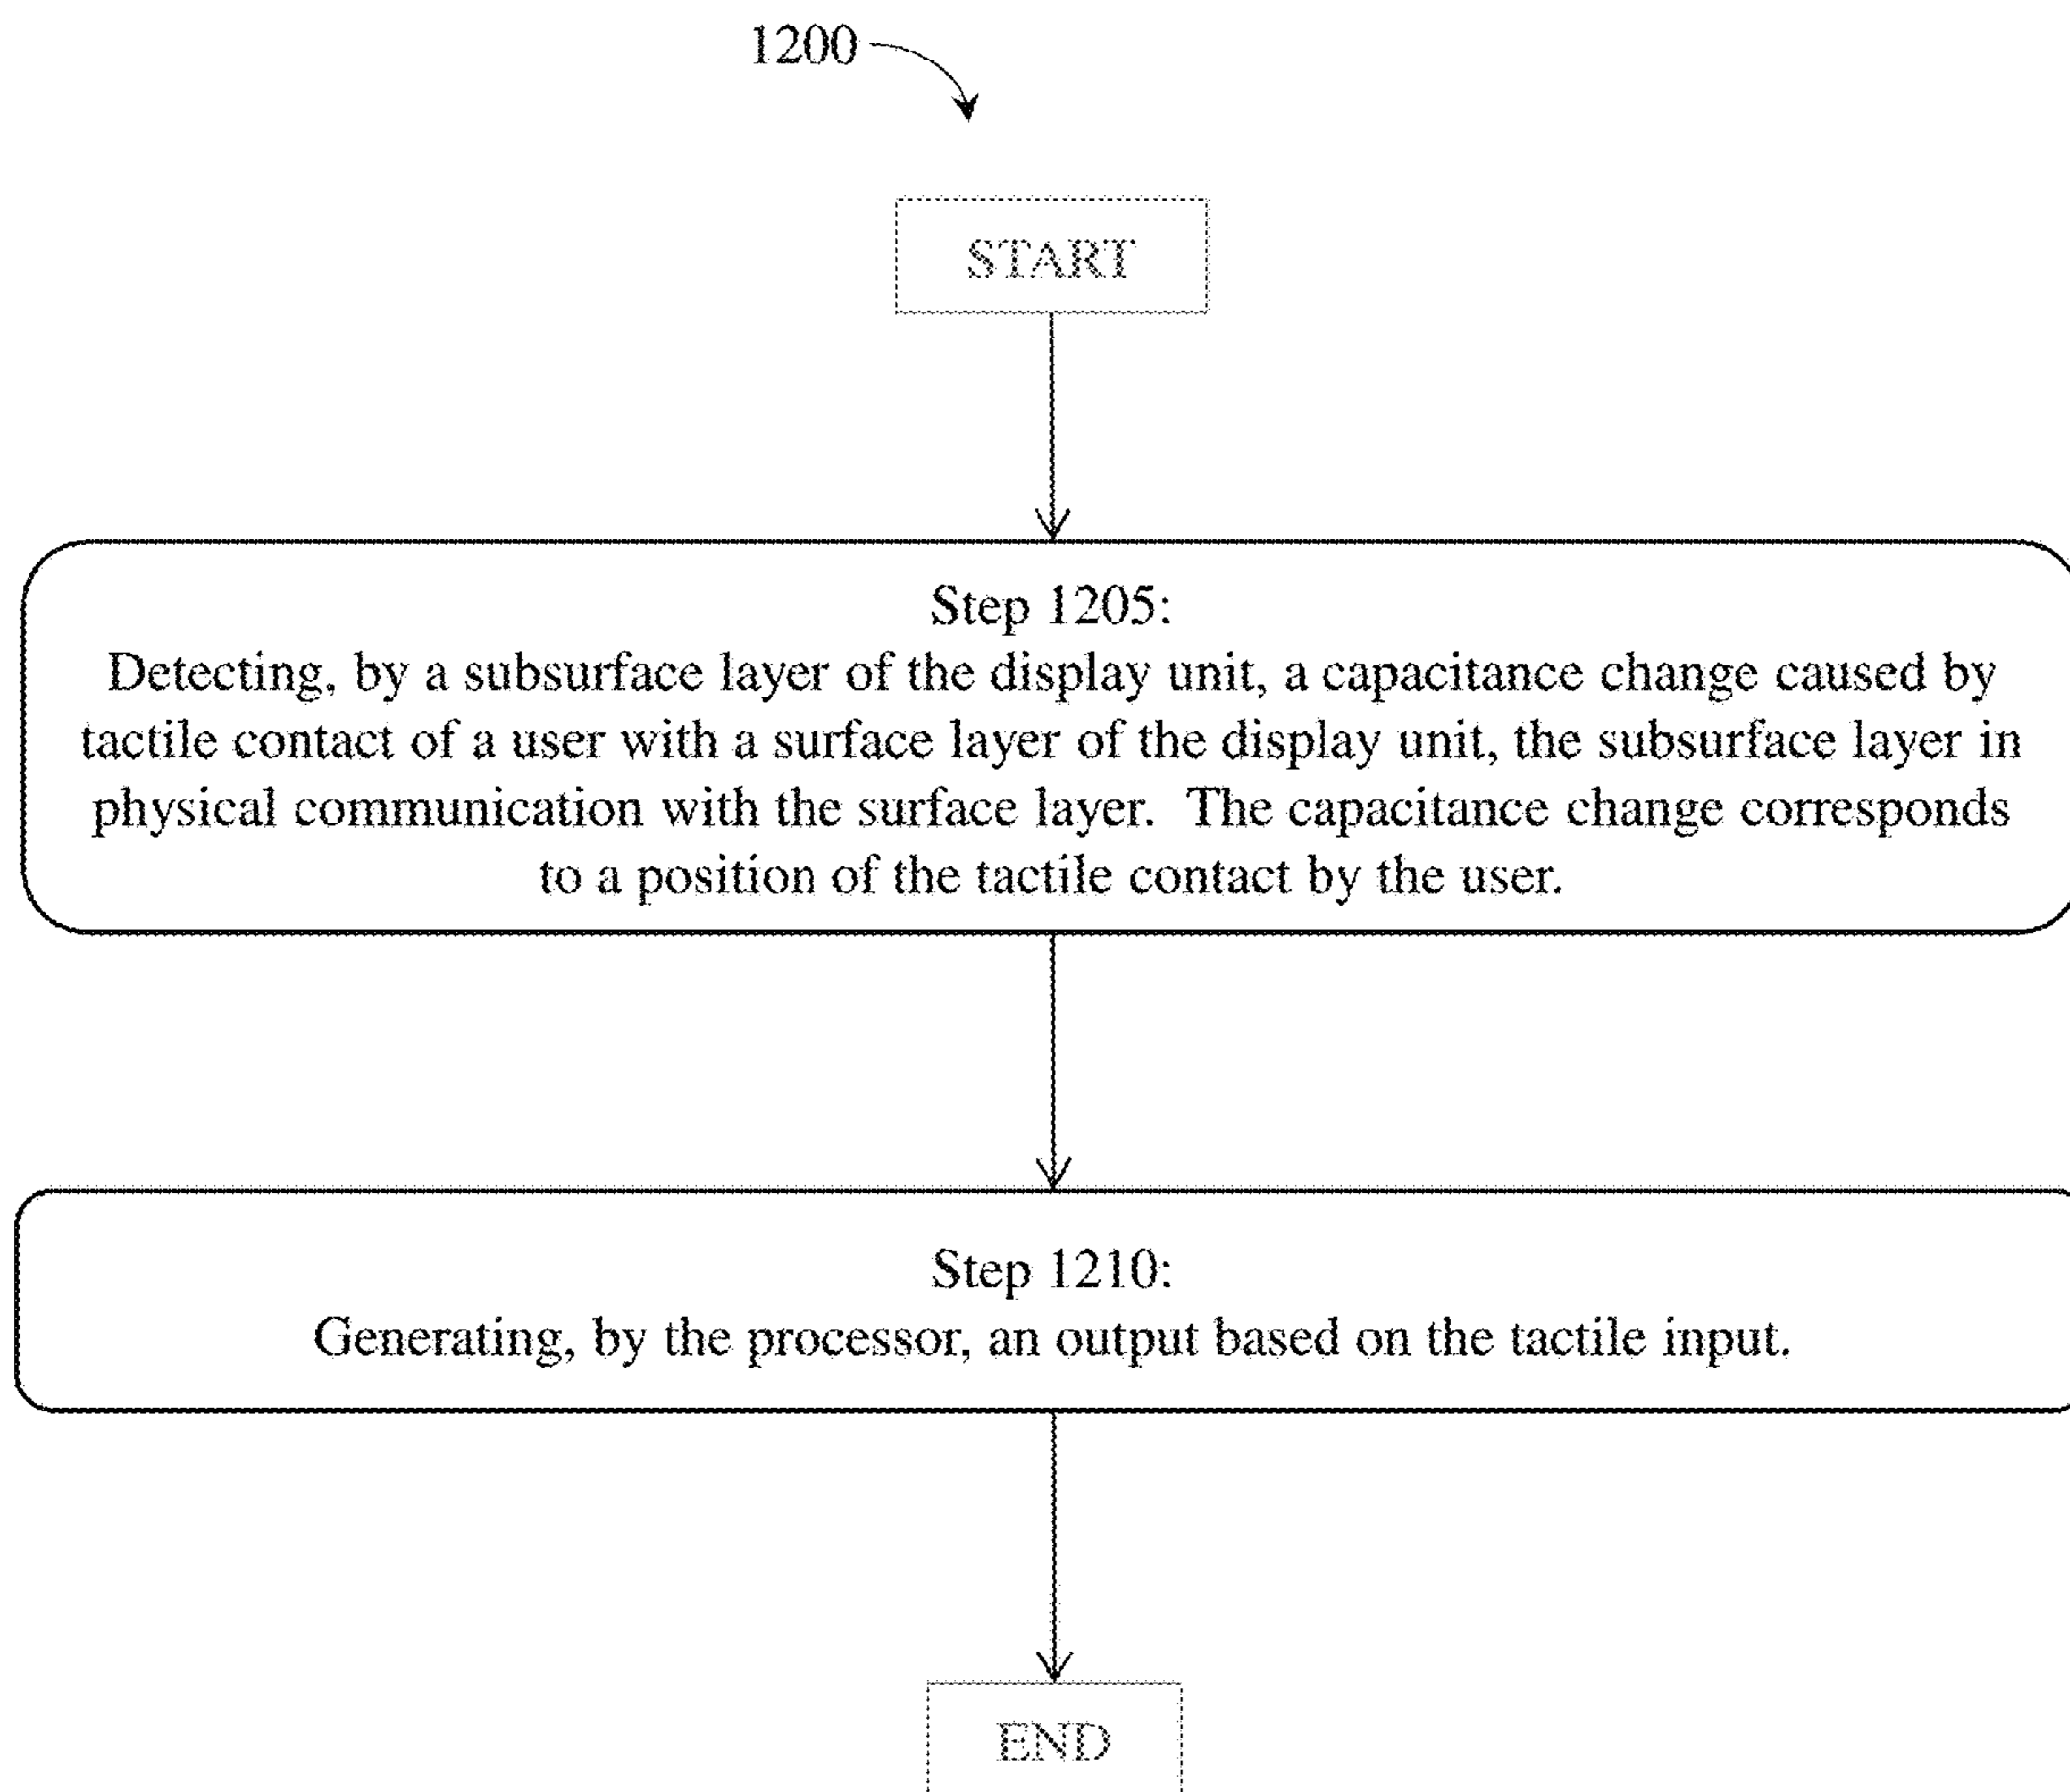 1200
START
Step 1205:
Detecting, by a subsurface layer of the display unit, a capacitance change caused by
tactile contact of a user with a surface layer of the display unit, the subsurface layer in
physical communication with the surface layer. The capacitance change corresponds
to a position of the tactile contact by the user.
Step 1210:
Generating, by the processor, an output based on the tactile input.
END